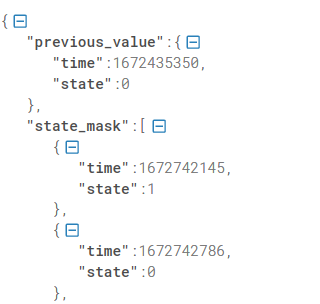 {
"previous_value":{
"time":1672435350,
"state":0
},
"state_mask":[
{
"time":1672742145,
"state":1
},
{
"time":1672742786,
"state":0
},